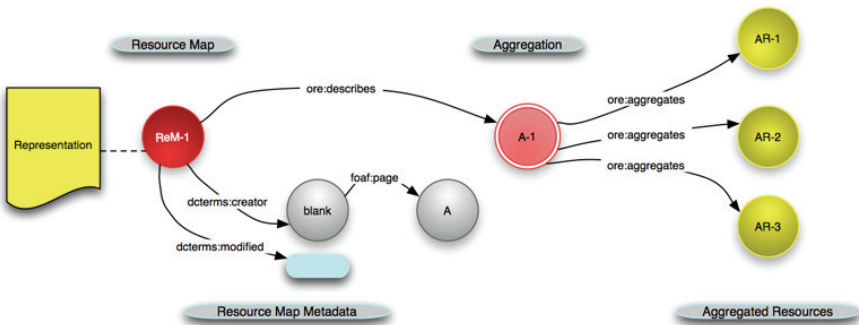 Resource Map
Aggregation
AR-1
ore:describes
ore:aggregates
Representation
ReM-1
A-1
ore:aggregates
AR-2
ore:aggregates
foaf:page
dcterms:creator
blank
A
AR-3
dcterms:modified
Resource Map Metadata
Aggregated Resources